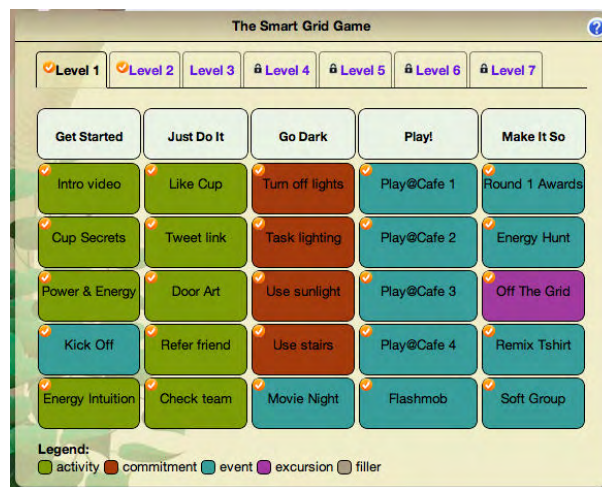 The Smart Grid Game
?
Level 1 Level 2 Level 3 Level 4 Level 5 Level 6 Level 7
Get Started Just Do It Go Dark Play! Make It So
Intro video Like Cup Turn off lights Play@Cafe 1 Round 1 Awards
Cup Secrets Tweet link Task lighting Play@Cafe 2 Energy Hunt
Power & Energy Door Art Use sunlight Play@Cafe 3 Off The Grid
Kick Off Refer friend Use stairs Play@Cafe 4 Remix Tshirt
Energy Intuition Check team Movie Night Flashmob Soft Group
Legend:
activity commitment event excursion filler